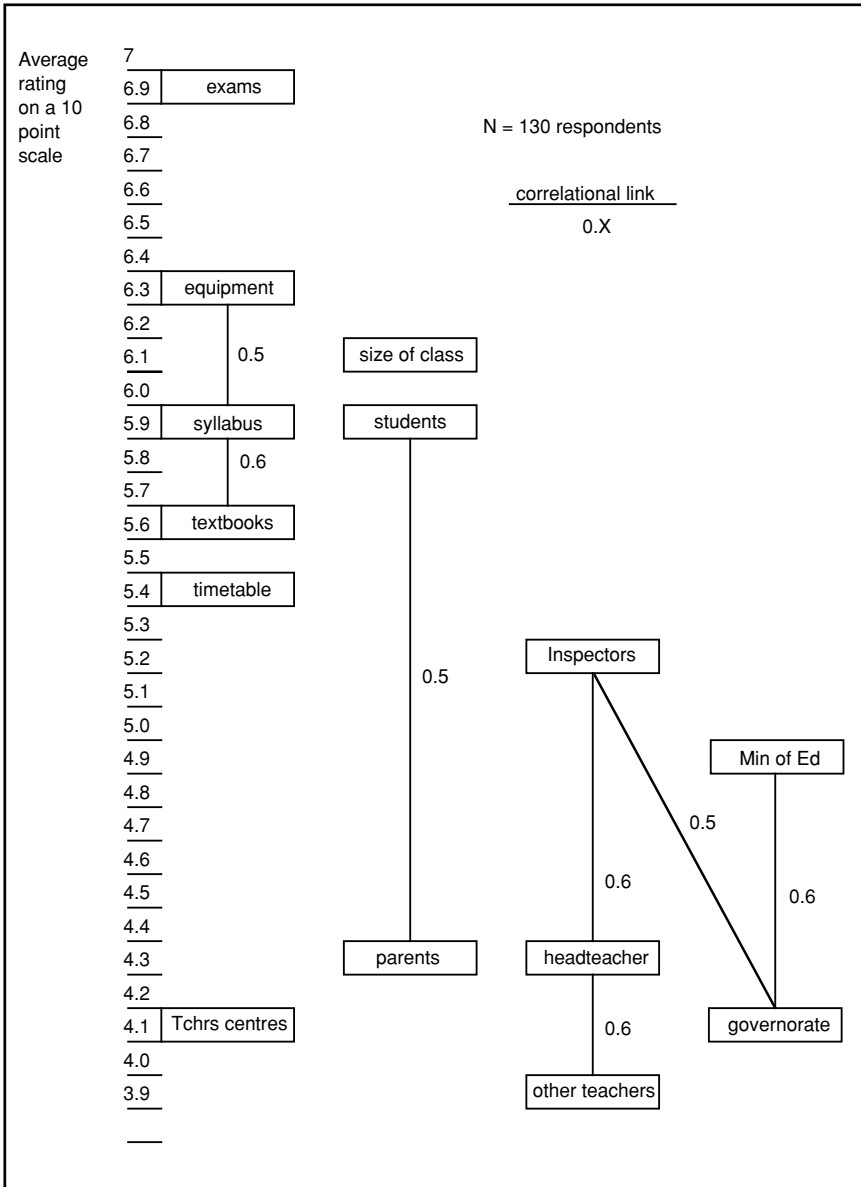 Average
rating
on a 10
point
scale
7
6.9 exams
6.8
N = 130 respondents
6.7
6.6
correlational link
6.5
0.X
6.4
6.3 equipment
6.2
6.1 0.5 size of class
6.0
5.9 syllabus students
5.8 0.6
5.7
5.6 textbooks
5.5
5.4 timetable
5.3
5.2 Inspectors
0.5
5.1
5.0
4.9 Min of Ed
4.8
4.7 0.5
4.6
4.5 0.6 0.6
4.4
4.3 parents headteacher
4.2
4.1 Tchrs centres 0.6 governorate
4.0
3.9 other teachers